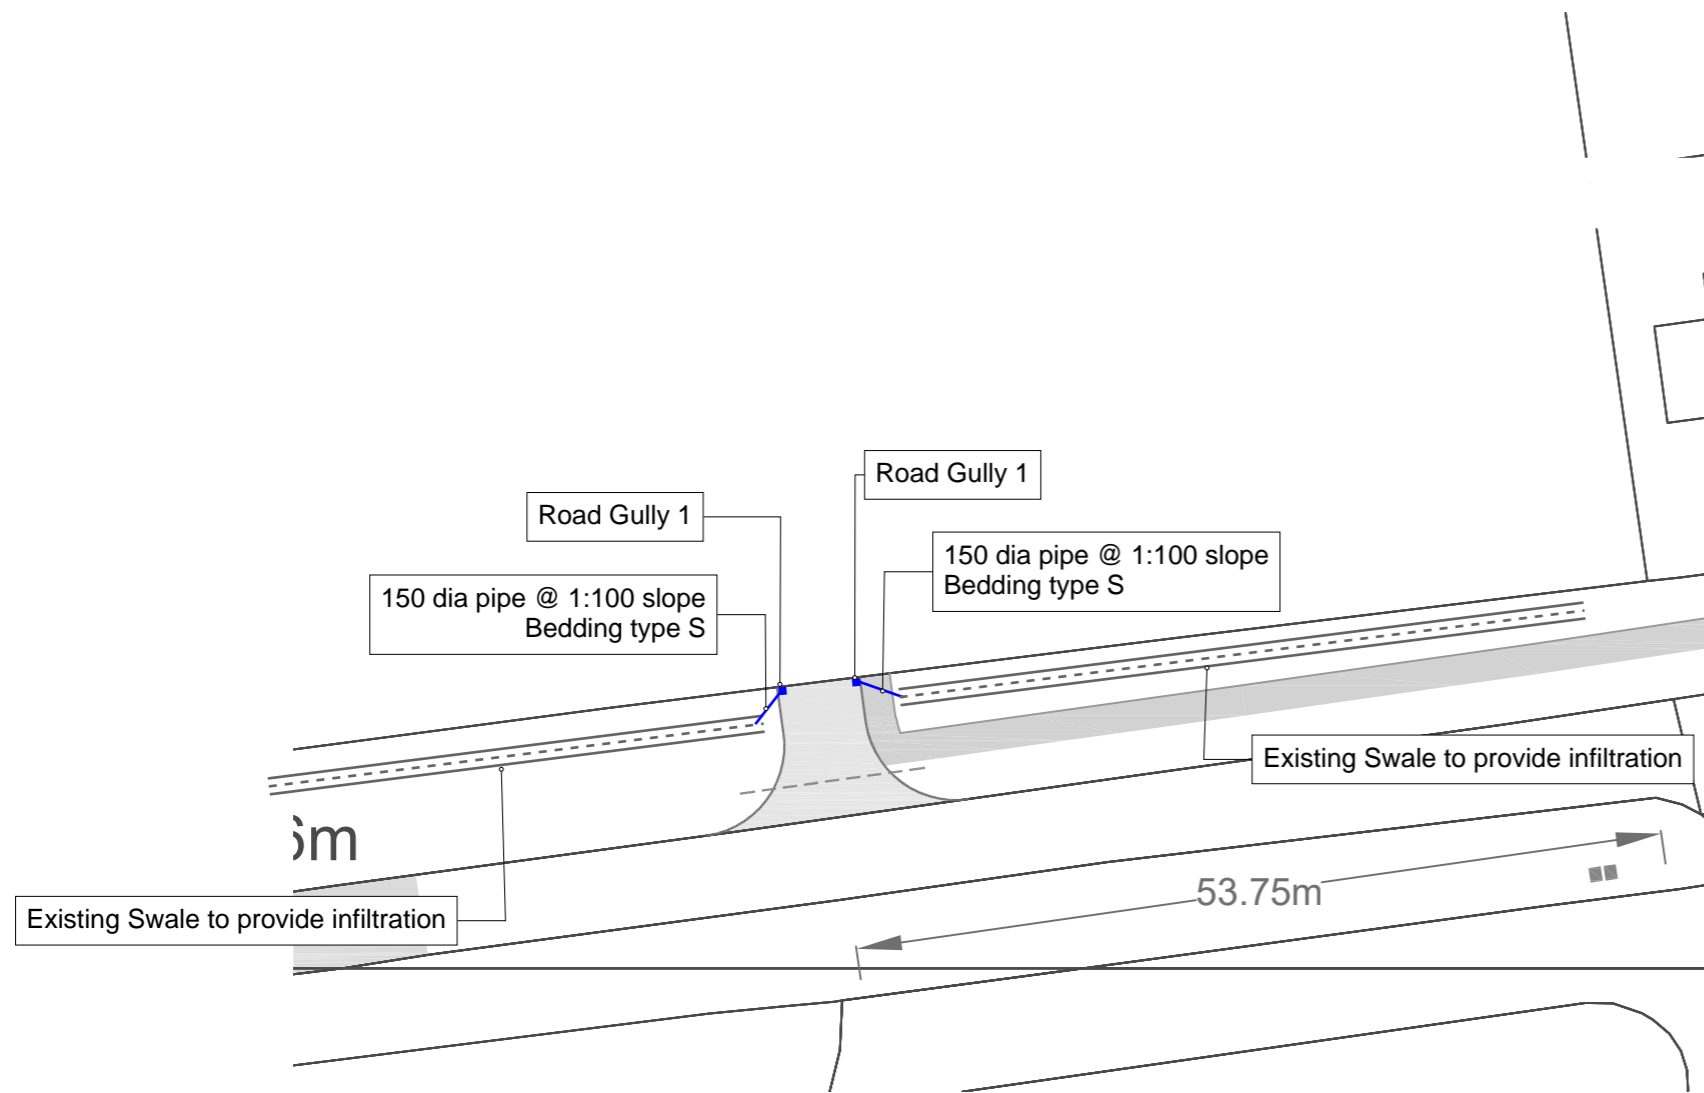 Road Gully 1
Road Gully 1
150 dia pipe @ 1:100 slope
Bedding type S
150 dia pipe @ 1:100 slope
Bedding type S
Existing Swale to provide infiltration
53.75m
Existing Swale to provide infiltration